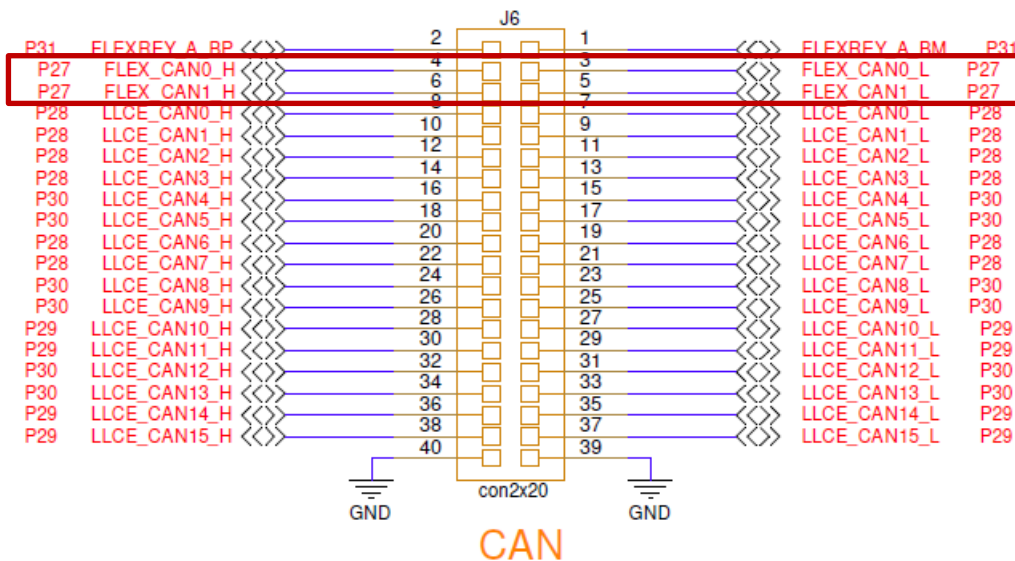 J6
P31 FLEXREY_A_BP 2 1 FLEXREY_A_BM P31
P27 FLEX_CAN0_H 4 3 FLEX_CAN0_L P27
P27 FLEX_CAN1_H 6 5 FLEX_CAN1_L P27
P28 LLCE_CAN0_H 8 7 LLCE_CAN0_L P28
P28 LLCE_CAN1_H 10 9 LLCE_CAN1_L P28
P28 LLCE_CAN2_H 12 11 LLCE_CAN2_L P28
P28 LLCE_CAN3_H 14 13 LLCE_CAN3_L P28
P30 LLCE_CAN4_H 16 15 LLCE_CAN4_L P30
P30 LLCE_CAN5_H 18 17 LLCE_CAN5_L P30
P28 LLCE_CAN6_H 20 19 LLCE_CAN6_L P28
P28 LLCE_CAN7_H 22 21 LLCE_CAN7_L P28
P30 LLCE_CAN8_H 24 23 LLCE_CAN8_L P30
P30 LLCE_CAN9_H 26 25 LLCE_CAN9_L P30
P29 LLCE_CAN10_H 28 27 LLCE_CAN10_L P29
P29 LLCE_CAN11_H 30 29 LLCE_CAN11_L P29
P30 LLCE_CAN12_H 32 31 LLCE_CAN12_L P30
P30 LLCE_CAN13_H 34 33 LLCE_CAN13_L P30
P29 LLCE_CAN14_H 36 35 LLCE_CAN14_L P29
P29 LLCE_CAN15_H 38 37 LLCE_CAN15_L P29
40 39
con2x20
GND GND
CAN